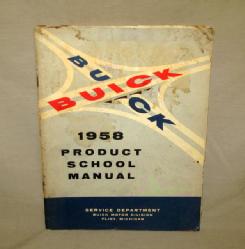 BUICK
BUICK
1958
PRODUCT
SCHOOL
MANUAL
SERVICE DEPARTMENT
BUICK MOTOR DIVISION
FLINT, MICHIGAN